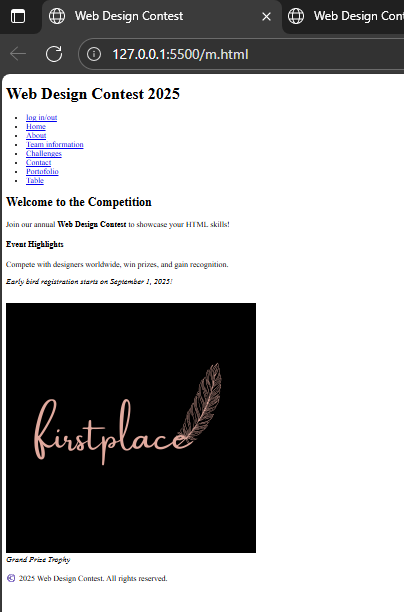 Web Design Contest
Web Design Cont
127.0.0.1:5500/m.html
Web Design Contest 2025
log in/out
Home
About
Team information
Challenges
Contact
Portofolio
Table
Welcome to the Competition
Join our annual Web Design Contest to showcase your HTML skills!
Event Highlights
Compete with designers worldwide, win prizes, and gain recognition.
Early bird registration starts on September 1, 2025!
firstplace
Grand Prize Trophy
© 2025 Web Design Contest. All rights reserved.